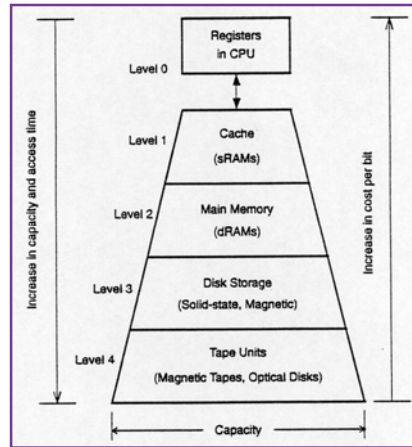 Registers
in CPU
Level 0
Level 1
Cache
(sRAMs)
Level 2
Main Memory
(dRAMs)
Level 3
Disk Storage
(Solid-state, Magnetic)
Level 4
Tape Units
(Magnetic Tapes, Optical Disks)
Capacity
Increase in capacity and access time
Increase in cost per bit